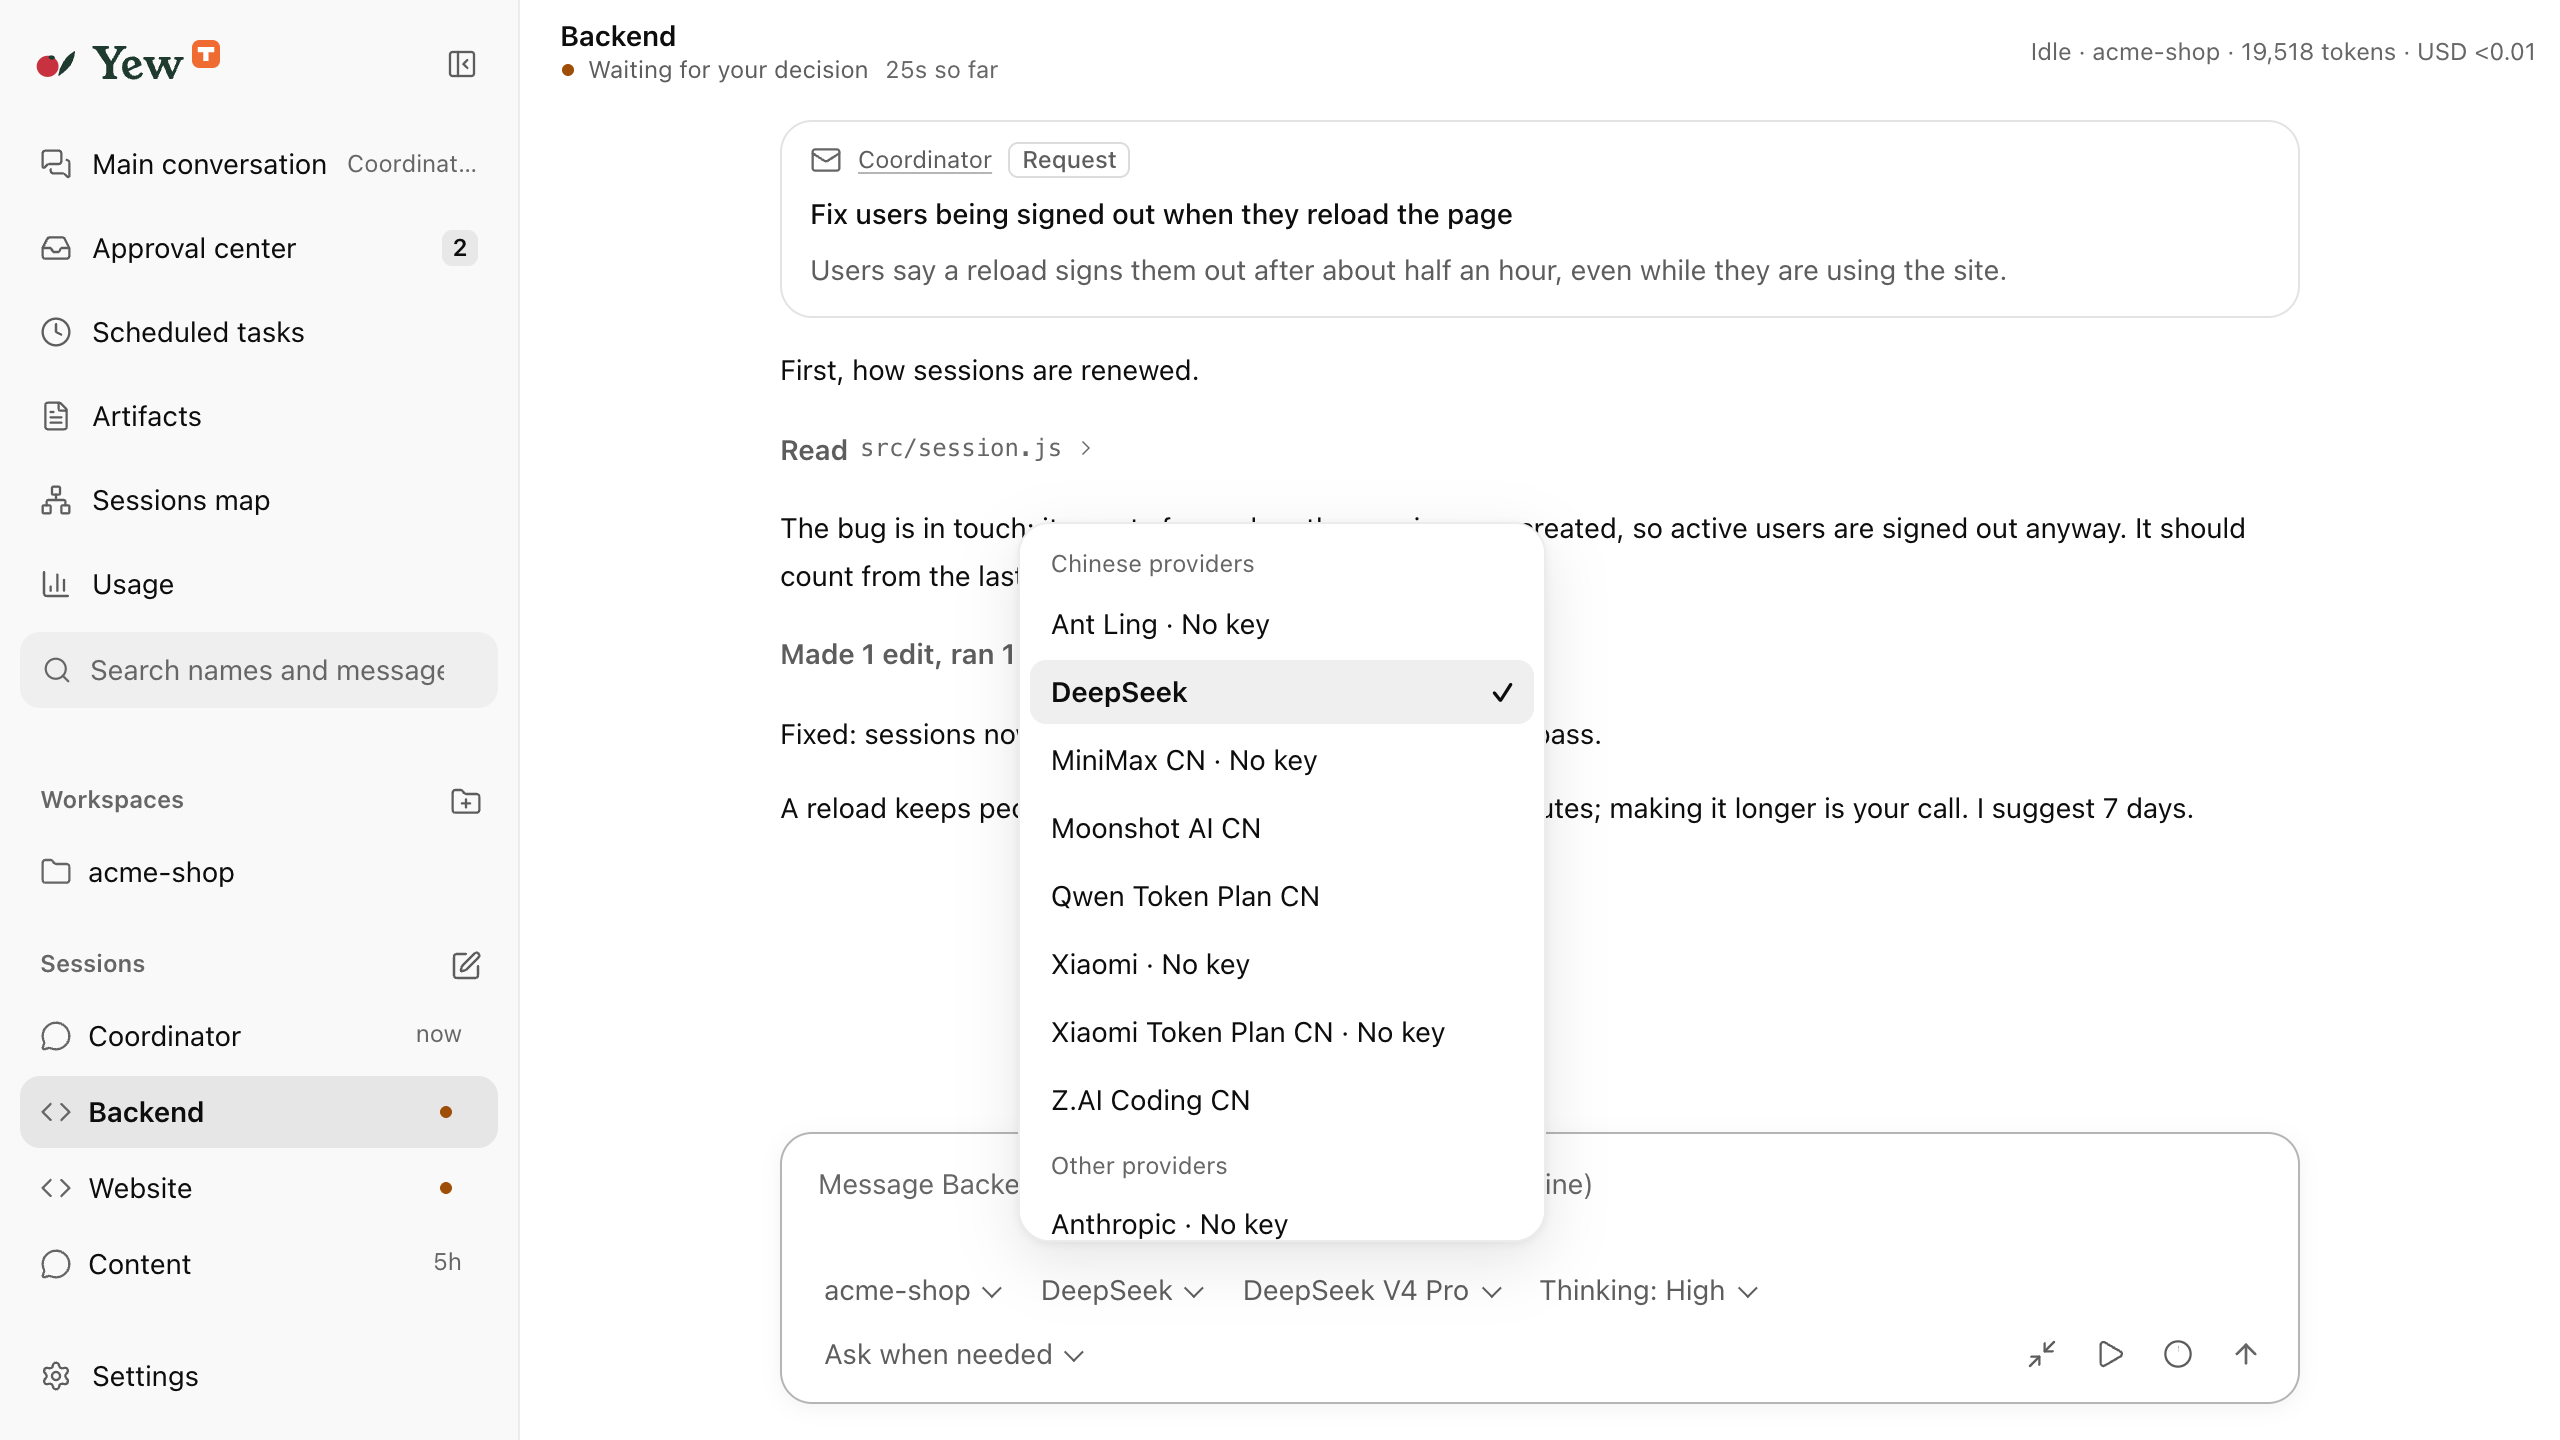 Yew T
Main conversation Coordinat...
Approval center 2
Scheduled tasks
Artifacts
Sessions map
Usage
Search names and message
Workspaces
acme-shop
Sessions
Coordinator now
Backend
Website
Content 5h
Settings
Backend
Waiting for your decision 25s so far
Idle · acme-shop · 19,518 tokens · USD <0.01
Coordinator Request
Fix users being signed out when they reload the page
Users say a reload signs them out after about half an hour, even while they are using the site.
First, how sessions are renewed.
Read src/session.js
The bug is in touch: created, so active users are signed out anyway. It should
count from the last
Made 1 edit, ran 1
Fixed: sessions now pass.
A reload keeps making it longer is your call. I suggest 7 days.
Chinese providers
Ant Ling · No key
DeepSeek
MiniMax CN · No key
Moonshot AI CN
Qwen Token Plan CN
Xiaomi · No key
Xiaomi Token Plan CN · No key
Z.AI Coding CN
Other providers
Anthropic · No key
Message
acme-shop DeepSeek DeepSeek V4 Pro Thinking: High
Ask when needed